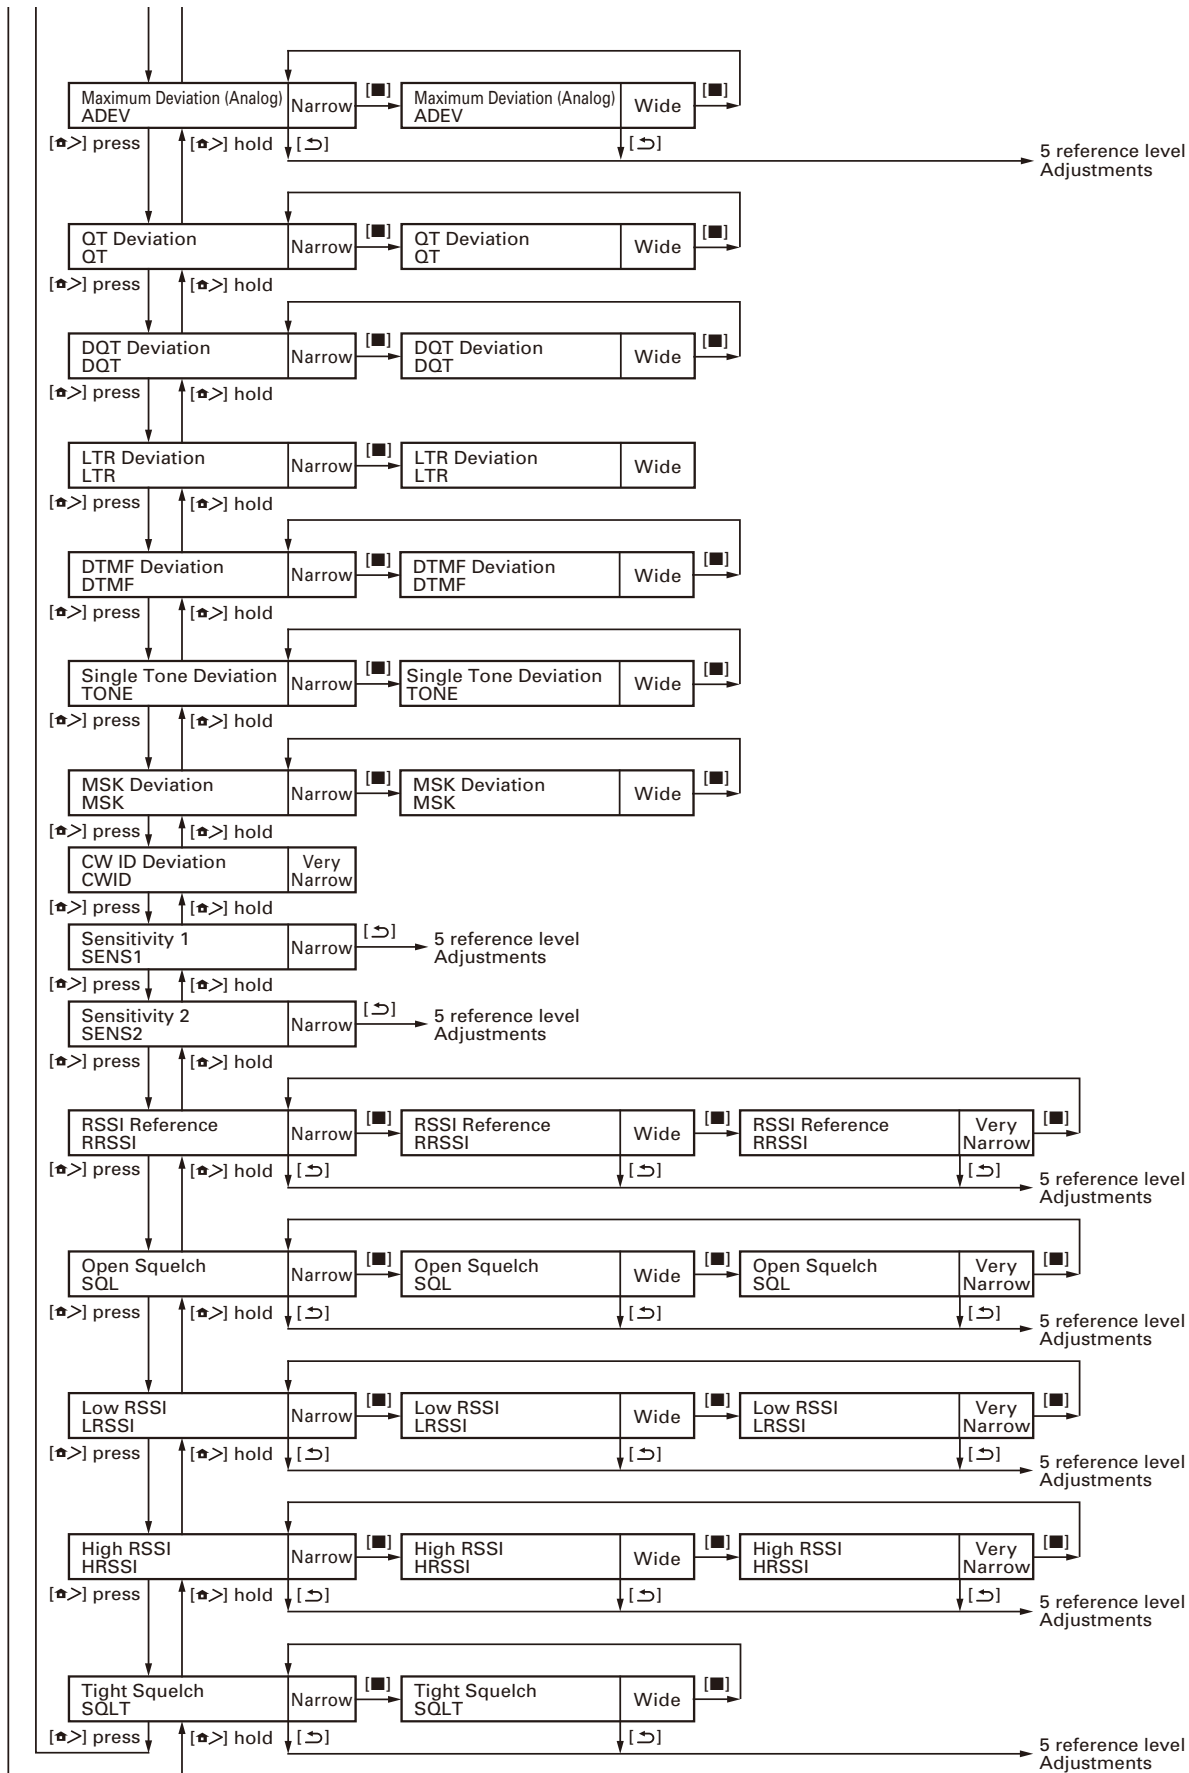 Maximum Deviation (Analog)
ADEV
Narrow
[■]
Maximum Deviation (Analog)
ADEV
Wide
[■]
[🏠>] press
[🏠>] hold
[⮌]
[⮌]
5 reference level
Adjustments
QT Deviation
QT
Narrow
[■]
QT Deviation
QT
Wide
[■]
[🏠>] press
[🏠>] hold
DQT Deviation
DQT
Narrow
[■]
DQT Deviation
DQT
Wide
[■]
[🏠>] press
[🏠>] hold
LTR Deviation
LTR
Narrow
[■]
LTR Deviation
LTR
Wide
[🏠>] press
[🏠>] hold
DTMF Deviation
DTMF
Narrow
[■]
DTMF Deviation
DTMF
Wide
[■]
[🏠>] press
[🏠>] hold
Single Tone Deviation
TONE
Narrow
[■]
Single Tone Deviation
TONE
Wide
[■]
[🏠>] press
[🏠>] hold
MSK Deviation
MSK
Narrow
[■]
MSK Deviation
MSK
Wide
[■]
[🏠>] press
[🏠>] hold
CW ID Deviation
CWID
Very
Narrow
[🏠>] press
[🏠>] hold
Sensitivity 1
SENS1
Narrow
[⮌]
5 reference level
Adjustments
[🏠>] press
[🏠>] hold
Sensitivity 2
SENS2
Narrow
[⮌]
5 reference level
Adjustments
[🏠>] press
[🏠>] hold
RSSI Reference
RRSSI
Narrow
[■]
RSSI Reference
RRSSI
Wide
[■]
RSSI Reference
RRSSI
Very
Narrow
[■]
[🏠>] press
[🏠>] hold
[⮌]
[⮌]
[⮌]
5 reference level
Adjustments
Open Squelch
SQL
Narrow
[■]
Open Squelch
SQL
Wide
[■]
Open Squelch
SQL
Very
Narrow
[■]
[🏠>] press
[🏠>] hold
[⮌]
[⮌]
[⮌]
5 reference level
Adjustments
Low RSSI
LRSSI
Narrow
[■]
Low RSSI
LRSSI
Wide
[■]
Low RSSI
LRSSI
Very
Narrow
[■]
[🏠>] press
[🏠>] hold
[⮌]
[⮌]
[⮌]
5 reference level
Adjustments
High RSSI
HRSSI
Narrow
[■]
High RSSI
HRSSI
Wide
[■]
High RSSI
HRSSI
Very
Narrow
[■]
[🏠>] press
[🏠>] hold
[⮌]
[⮌]
[⮌]
5 reference level
Adjustments
Tight Squelch
SQLT
Narrow
[■]
Tight Squelch
SQLT
Wide
[■]
[🏠>] press
[🏠>] hold
[⮌]
[⮌]
5 reference level
Adjustments